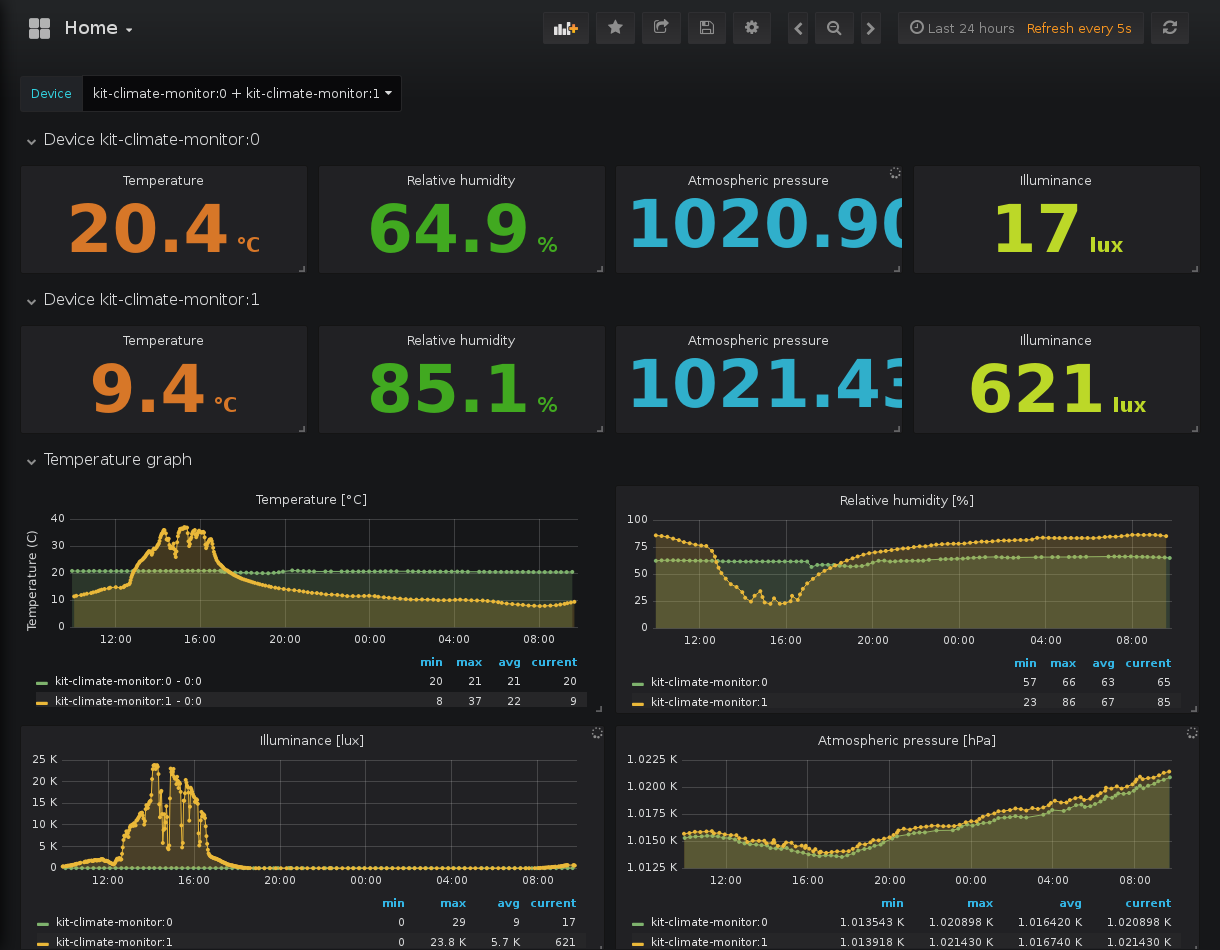 Home
Last 24 hours Refresh every 5s
Device kit-climate-monitor:0 + kit-climate-monitor:1
Device kit-climate-monitor:0
Temperature Relative humidity Atmospheric pressure Illuminance
20.4 °C 64.9 % 1020.90 17 lux
Device kit-climate-monitor:1
Temperature Relative humidity Atmospheric pressure Illuminance
9.4 °C 85.1 % 1021.43 621 lux
Temperature graph
Temperature [°C]
Temperature (C)
40
30
20
10
0
12:00 16:00 20:00 00:00 04:00 08:00
min max avg current
kit-climate-monitor:0 - 0:0 20 21 21 20
kit-climate-monitor:1 - 0:0 8 37 22 9
Relative humidity [%]
100
75
50
25
0
12:00 16:00 20:00 00:00 04:00 08:00
min max avg current
kit-climate-monitor:0 57 66 63 65
kit-climate-monitor:1 23 86 67 85
Illuminance [lux]
25 K
20 K
15 K
10 K
5 K
0
12:00 16:00 20:00 00:00 04:00 08:00
min max avg current
kit-climate-monitor:0 0 29 9 17
kit-climate-monitor:1 0 23.8 K 5.7 K 621
Atmospheric pressure [hPa]
1.0225 K
1.0200 K
1.0175 K
1.0150 K
1.0125 K
12:00 16:00 20:00 00:00 04:00 08:00
min max avg current
kit-climate-monitor:0 1.013543 K 1.020898 K 1.016420 K 1.020898 K
kit-climate-monitor:1 1.013918 K 1.021430 K 1.016740 K 1.021430 K